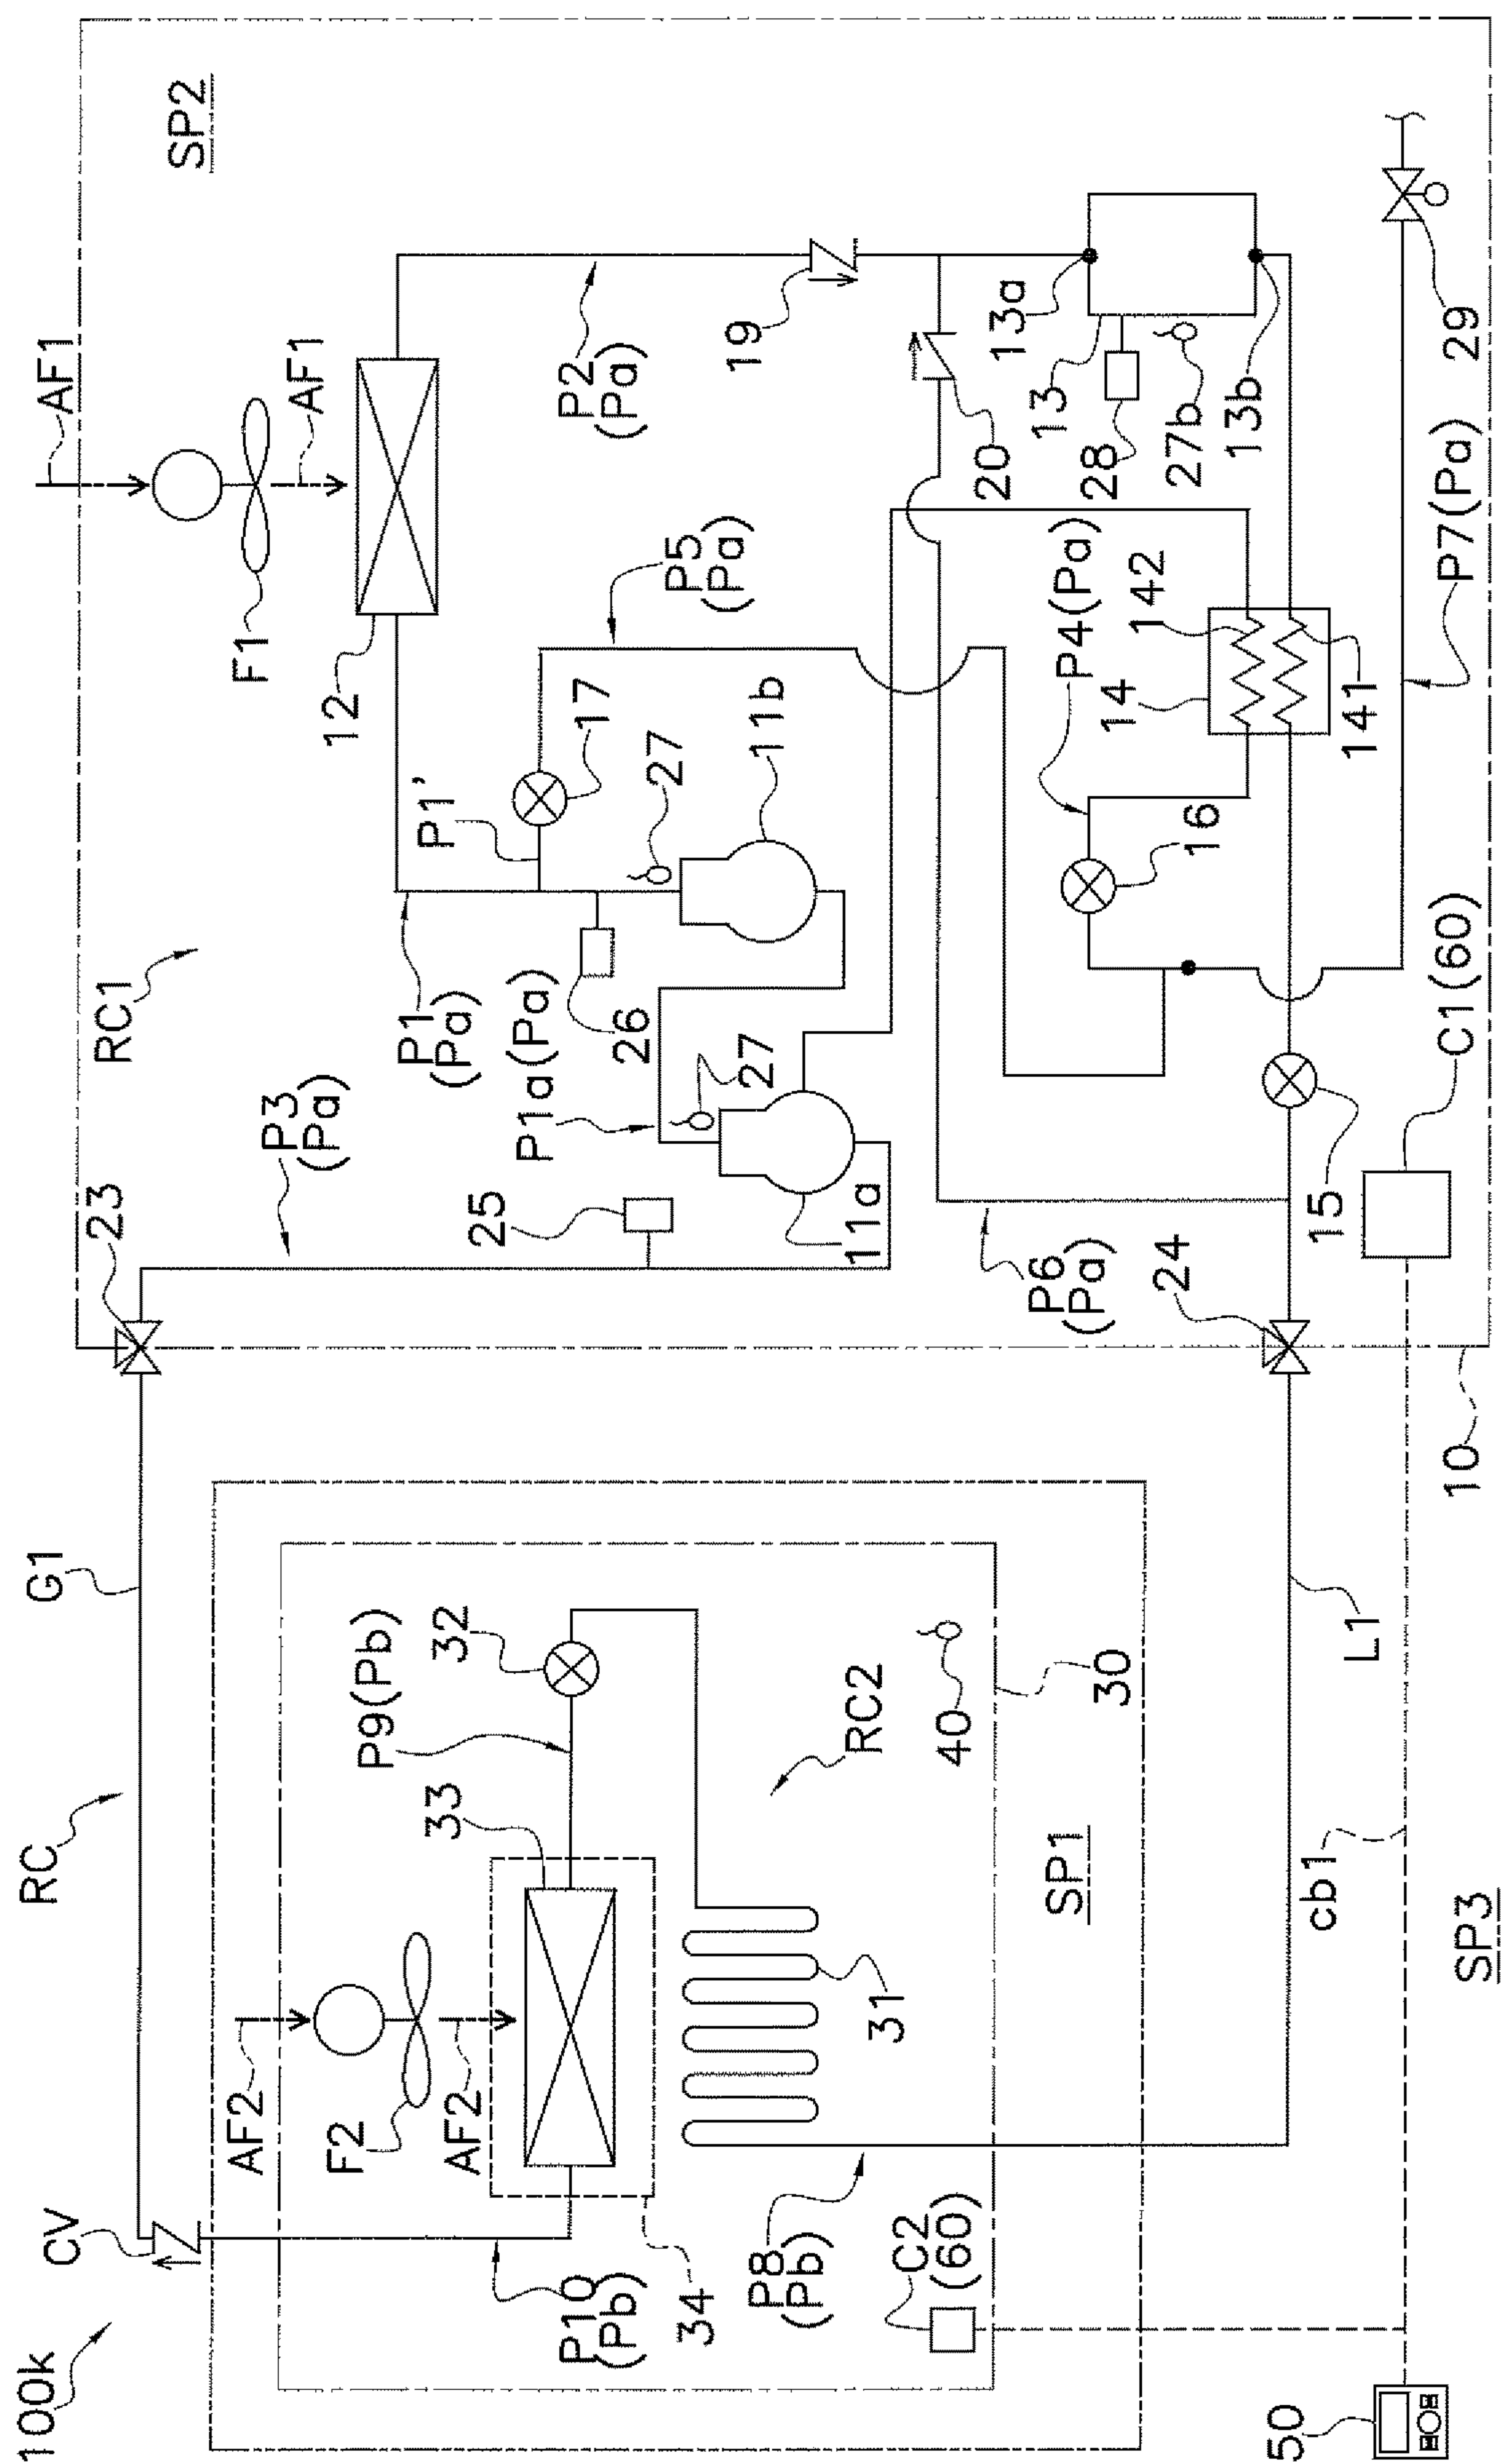 100k
RC
CV
G1
23
P3
(Pa)
RC1
AF1
SP2
F1
AF1
12
P1'
P1
(Pa)
P5
(Pa)
P2
(Pa)
17
27
11b
26
P1a(Pa)
27
25
11a
19
20
13a
13
28
27b
13b
P4(Pa)
142
14
141
16
P6
(Pa)
24
15
C1(60)
P7(Pa)
29
10
AF2
F2
AF2
33
P9(Pb)
32
RC2
40
30
P10
(Pb)
34
31
P8
(Pb)
C2
(60)
SP1
L1
cb1
SP3
50